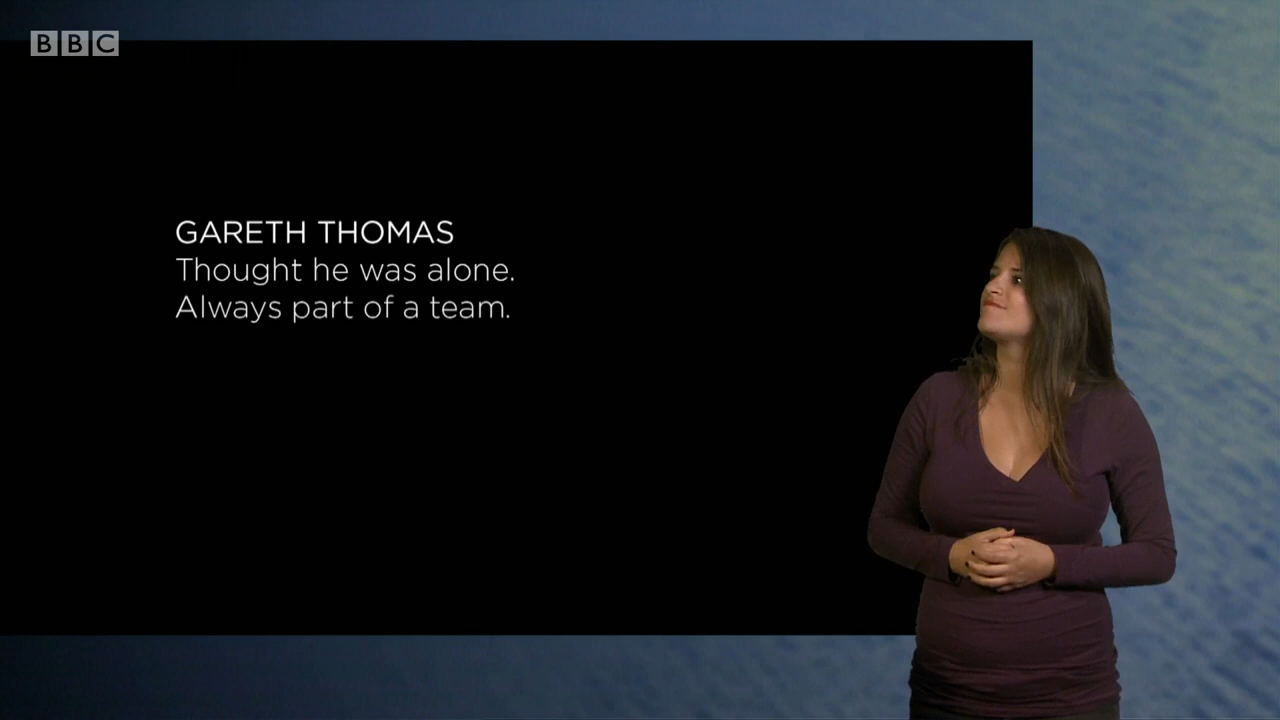 BBC
GARETH THOMAS
Thought he was alone.
Always part of a team.